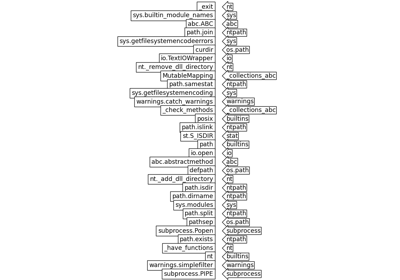 _exit nt
sys.builtin_module_names sys
abc.ABC abc
path.join ntpath
sys.getfilesystemencodeerrors sys
curdir os.path
io.TextIOWrapper io
nt._remove_dll_directory nt
MutableMapping _collections_abc
path.samestat ntpath
sys.getfilesystemencoding sys
warnings.catch_warnings warnings
_check_methods _collections_abc
posix builtins
path.islink ntpath
st.S_ISDIR stat
path builtins
io.open io
abc.abstractmethod abc
defpath os.path
nt._add_dll_directory nt
path.isdir ntpath
path.dirname ntpath
sys.modules sys
path.split ntpath
pathsep os.path
subprocess.Popen subprocess
path.exists ntpath
_have_functions nt
nt builtins
warnings.simplefilter warnings
subprocess.PIPE subprocess